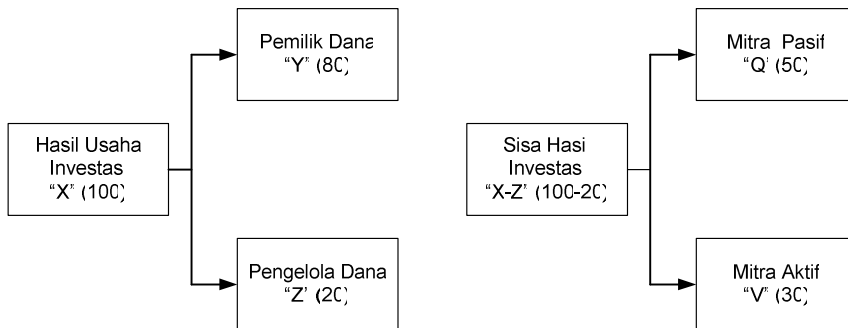 Pemilik Dana
"Y" (80)
Hasil Usaha
Investas
"X" (100)
Pengelola Dana
"Z' (20)
Mitra Pasif
"Q' (50)
Sisa Hasi
Investas
"X-Z" (100-20)
Mitra Aktif
"V" (30)